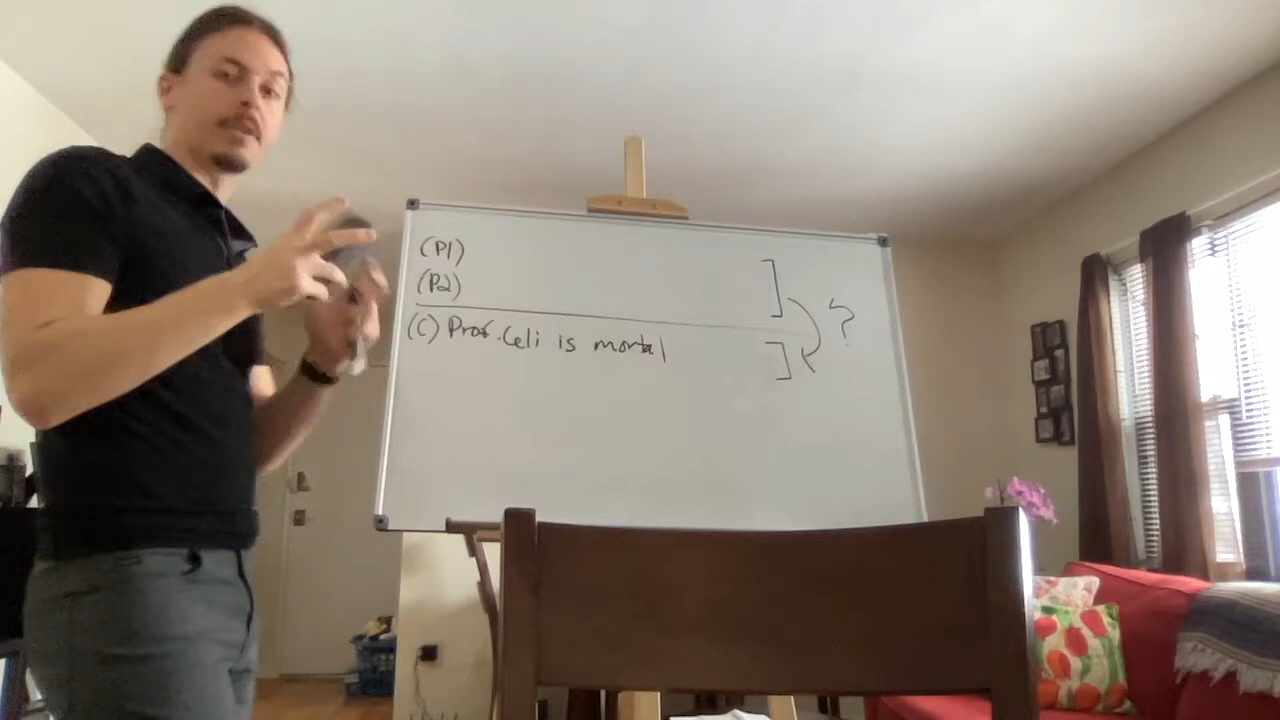 (P1)
(P2)
(C) Prof. Celi is mortal
?